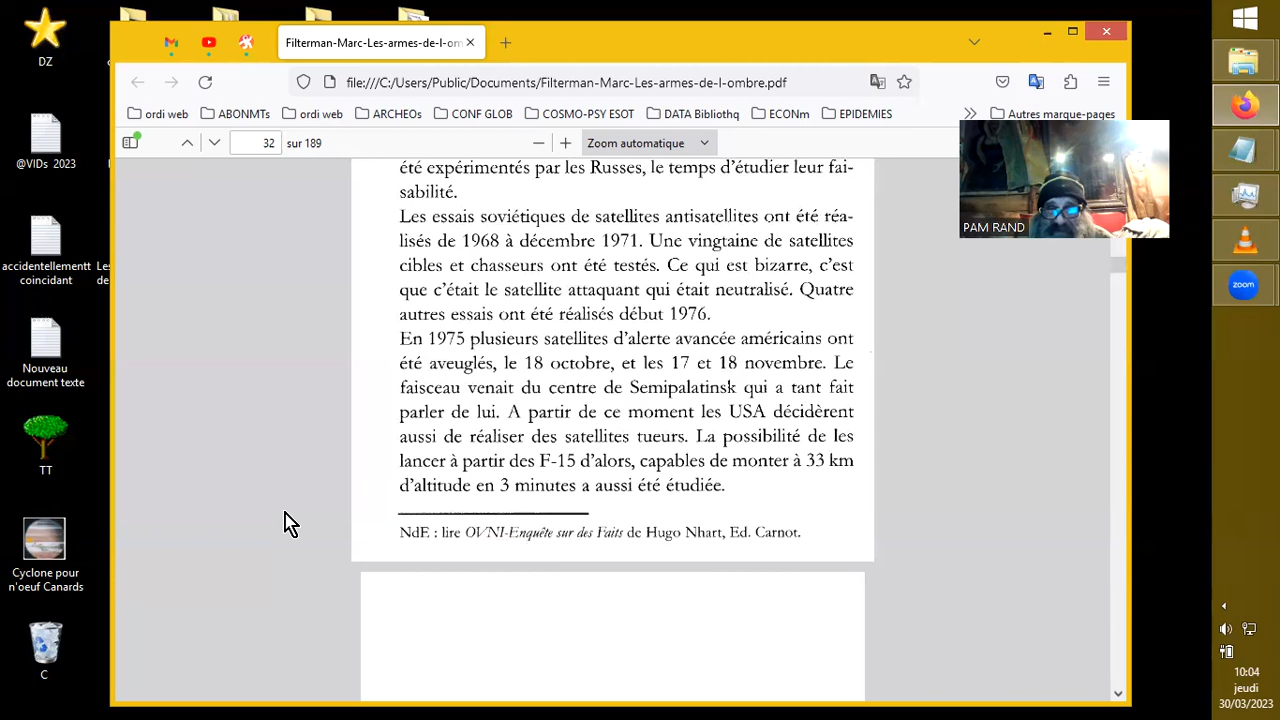 DZ
@VIDs 2023
accidentellementt
coincidant
Nouveau
document texte
TT
Cyclone pour
n'oeuf Canards
C
Filterman-Marc-Les-armes-de-l-om
file:///C:/Users/Public/Documents/Filterman-Marc-Les-armes-de-l-ombre.pdf
ordi web
ABONMTs
ordi web
ARCHEOs
CONF GLOB
COSMO-PSY ESOT
DATA Bibliothq
ECONm
EPIDEMIES
Autres marque-pages
32 sur 189
Zoom automatique
été expérimentés par les Russes, le temps d'étudier leur fai-
sabilité.
Les essais soviétiques de satellites antisatellites ont été réa-
lisés de 1968 à décembre 1971. Une vingtaine de satellites
cibles et chasseurs ont été testés. Ce qui est bizarre, c'est
que c'était le satellite attaquant qui était neutralisé. Quatre
autres essais ont été réalisés début 1976.
En 1975 plusieurs satellites d'alerte avancée américains ont
été aveuglés, le 18 octobre, et les 17 et 18 novembre. Le
faisceau venait du centre de Semipalatinsk qui a tant fait
parler de lui. A partir de ce moment les USA décidèrent
aussi de réaliser des satellites tueurs. La possibilité de les
lancer à partir des F-15 d'alors, capables de monter à 33 km
d'altitude en 3 minutes a aussi été étudiée.
NdE : lire OVNI-Enquête sur des Faits de Hugo Nhart, Ed. Carnot.
PAM RAND
zoom
10:04
jeudi
30/03/2023